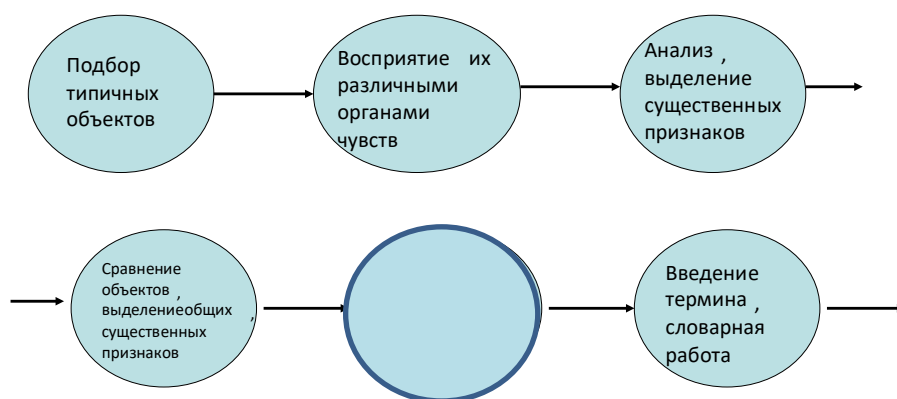 Подбор
типичных
объектов
Восприятие их
различными
органами
чувств
Анализ ,
выделение
существенных
признаков
Сравнение
объектов ,
выделениеобщих ,
существенных
признаков
Введение
термина ,
словарная
работа